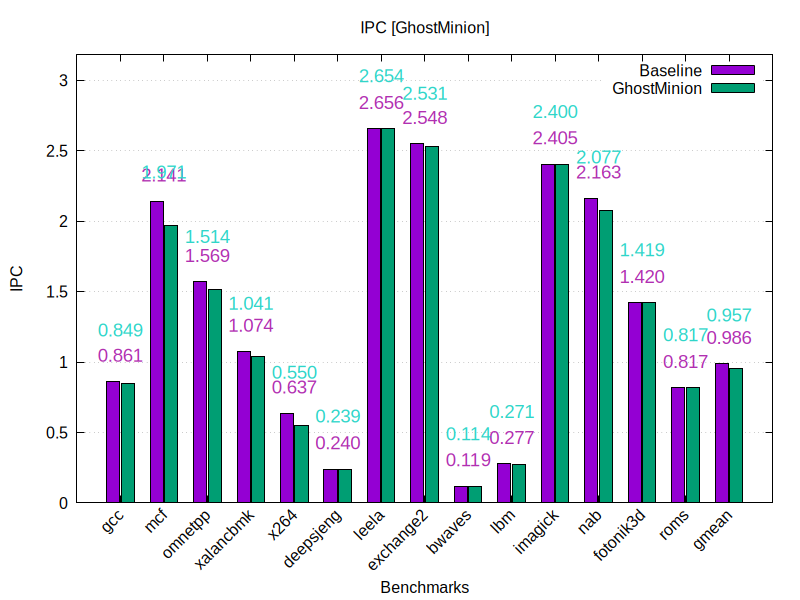 IPC [GhostMinion]
Baseline
GhostMinion
IPC
3
2.5
2
1.5
1
0.5
0
0.849
0.861
1.971
2.141
1.514
1.569
1.041
1.074
0.550
0.637
0.239
0.240
2.654
2.656
2.531
2.548
0.114
0.119
0.271
0.277
2.400
2.405
2.077
2.163
1.419
1.420
0.817
0.817
0.957
0.986
gcc
mcf
omnetpp
xalancbmk
x264
deepsjeng
leela
exchange2
bwaves
lbm
imagick
nab
fotonik3d
roms
gmean
Benchmarks